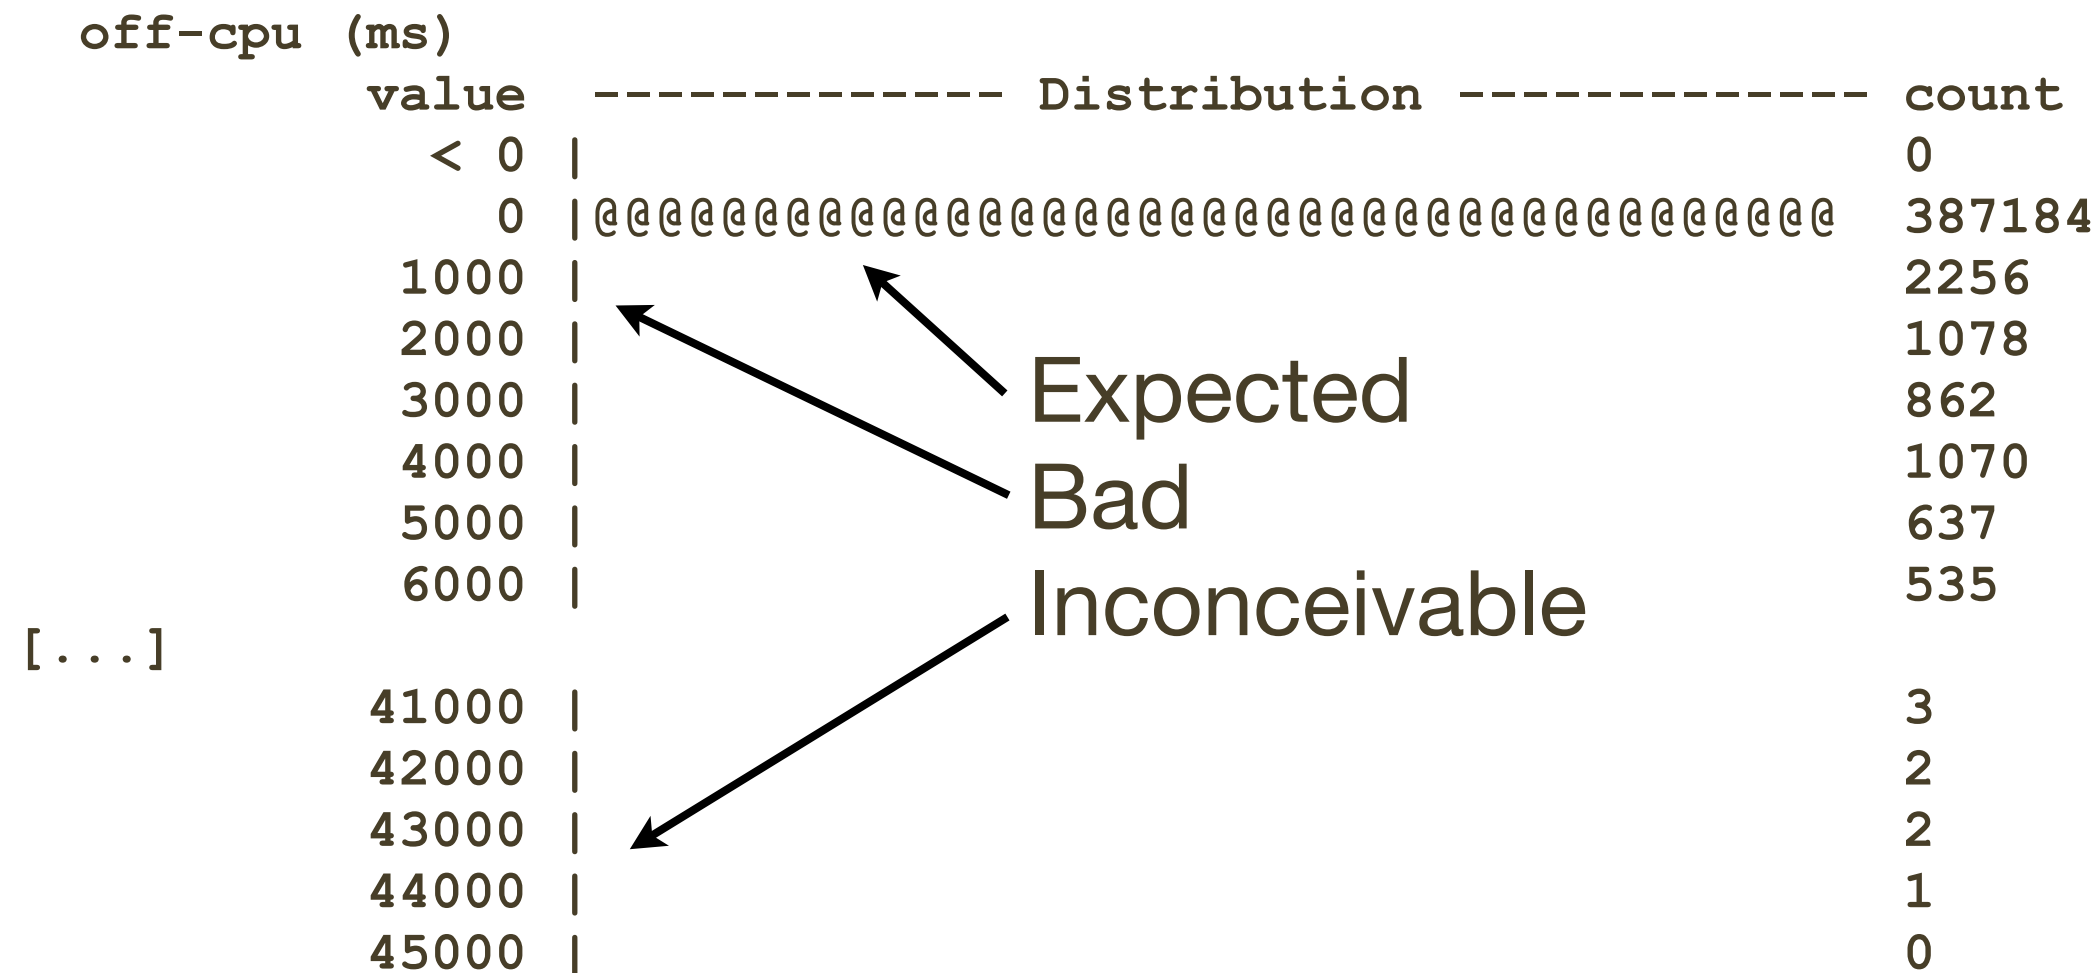 off-cpu (ms)
value ------------- Distribution ------------- count
< 0 | 0
0 |@@@@@@@@@@@@@@@@@@@@@@@@@@@@@@@@@@@@@@@ 387184
1000 | 2256
2000 | 1078
3000 | 862
4000 | 1070
5000 | 637
6000 | 535
Expected
Bad
Inconceivable
[...]
41000 | 3
42000 | 2
43000 | 2
44000 | 1
45000 | 0